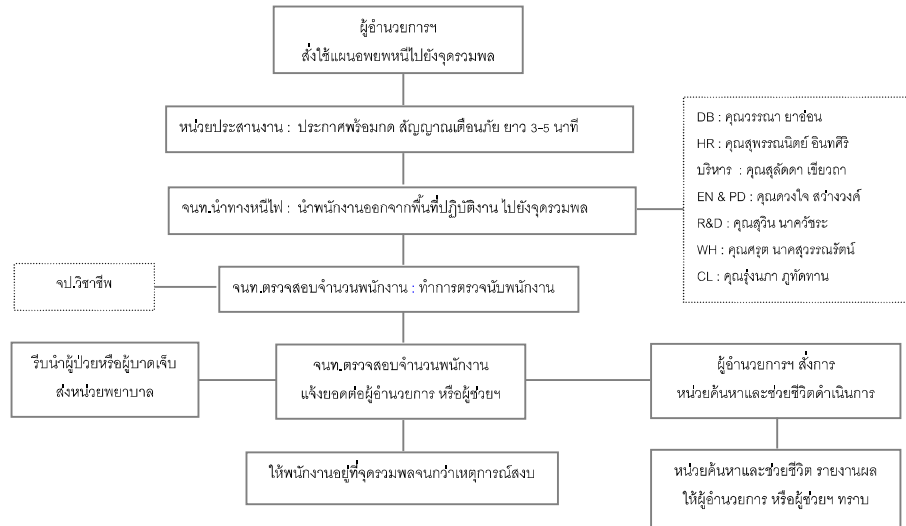 ผู้อำนวยการฯ
สั่งใช้แผนอพยพหนีไปยังจุดรวมพล
หน่วยประสานงาน : ประกาศพร้อมกด สัญญาณเตือนภัย ยาว 3-5 นาที
จนท.นำทางหนีไฟ : นำพนักงานออกจากพื้นที่ปฏิบัติงาน ไปยังจุดรวมพล
DB : คุณวรรณา ยาอ่อน
HR : คุณสุพรรณนิตย์ อินทศิริ
บริหาร : คุณสุลัดดา เขียวถา
EN & PD : คุณดวงใจ สว่างวงค์
R&D : คุณสุวิน นาควัชระ
WH : คุณศรุต นาคสุวรรณรัตน์
CL : คุณรุ่งนภา ภูทัดทาน
จป.วิชาชีพ
จนท.ตรวจสอบจำนวนพนักงาน : ทำการตรวจนับพนักงาน
รีบนำผู้ป่วยหรือผู้บาดเจ็บ
ส่งหน่วยพยาบาล
จนท.ตรวจสอบจำนวนพนักงาน
แจ้งยอดต่อผู้อำนวยการ หรือผู้ช่วยฯ
ผู้อำนวยการฯ สั่งการ
หน่วยค้นหาและช่วยชีวิตดำเนินการ
ให้พนักงานอยู่ที่จุดรวมพลจนกว่าเหตุการณ์สงบ
หน่วยค้นหาและช่วยชีวิต รายงานผล
ให้ผู้อำนวยการ หรือผู้ช่วยฯ ทราบ